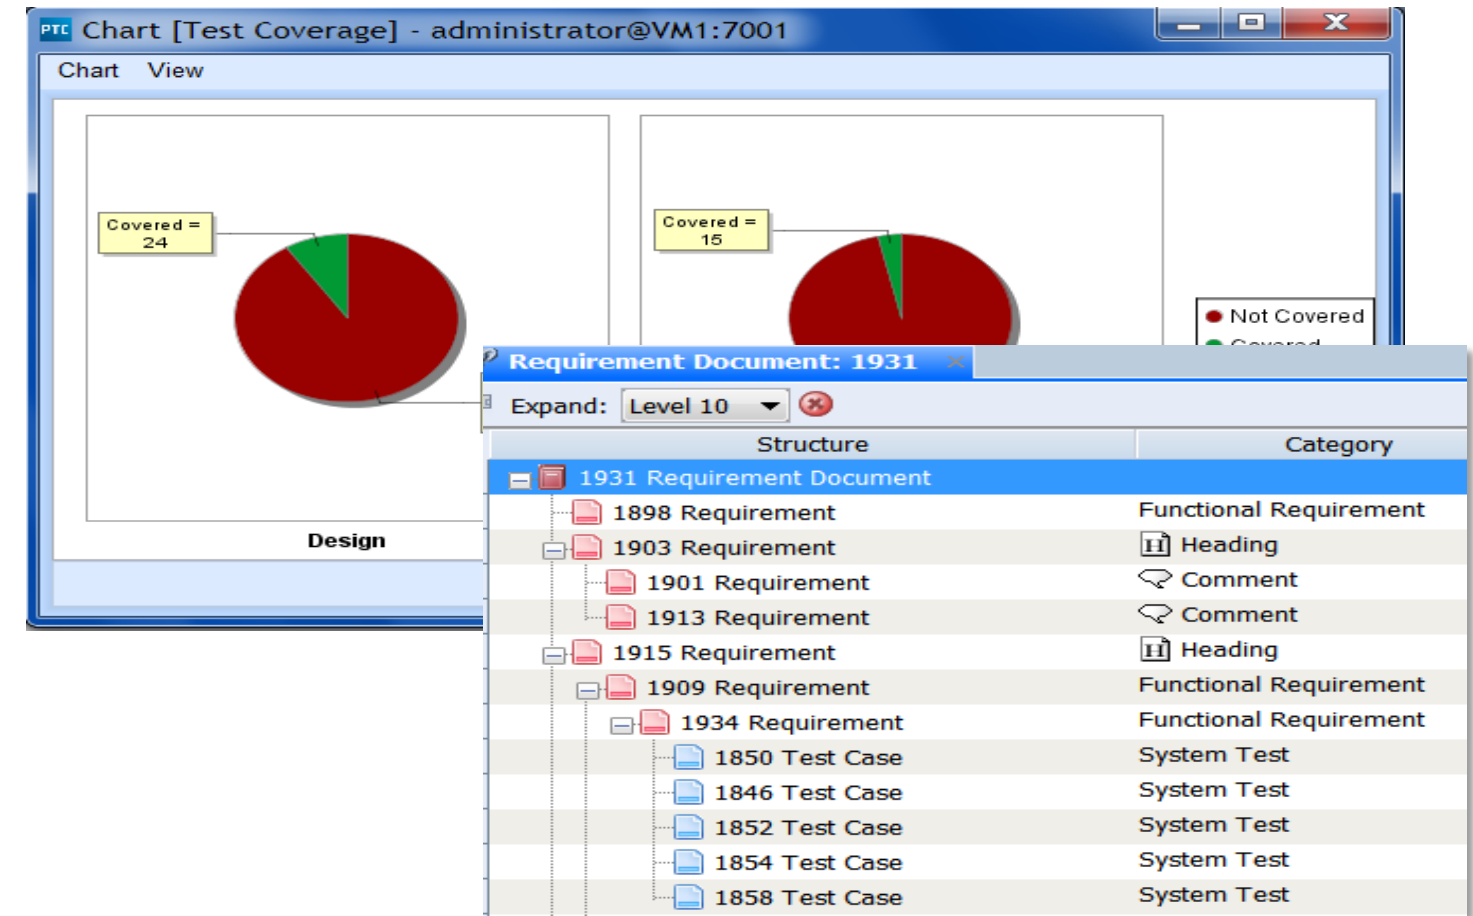 PTC Chart [Test Coverage] - administrator@VM1:7001
Chart View
Covered =
24
Covered =
15
Not Covered
Covered
Design
Requirement Document: 1931
Expand: Level 10
Structure Category
1931 Requirement Document
1898 Requirement Functional Requirement
1903 Requirement H Heading
1901 Requirement Comment
1913 Requirement Comment
1915 Requirement H Heading
1909 Requirement Functional Requirement
1934 Requirement Functional Requirement
1850 Test Case System Test
1846 Test Case System Test
1852 Test Case System Test
1854 Test Case System Test
1858 Test Case System Test